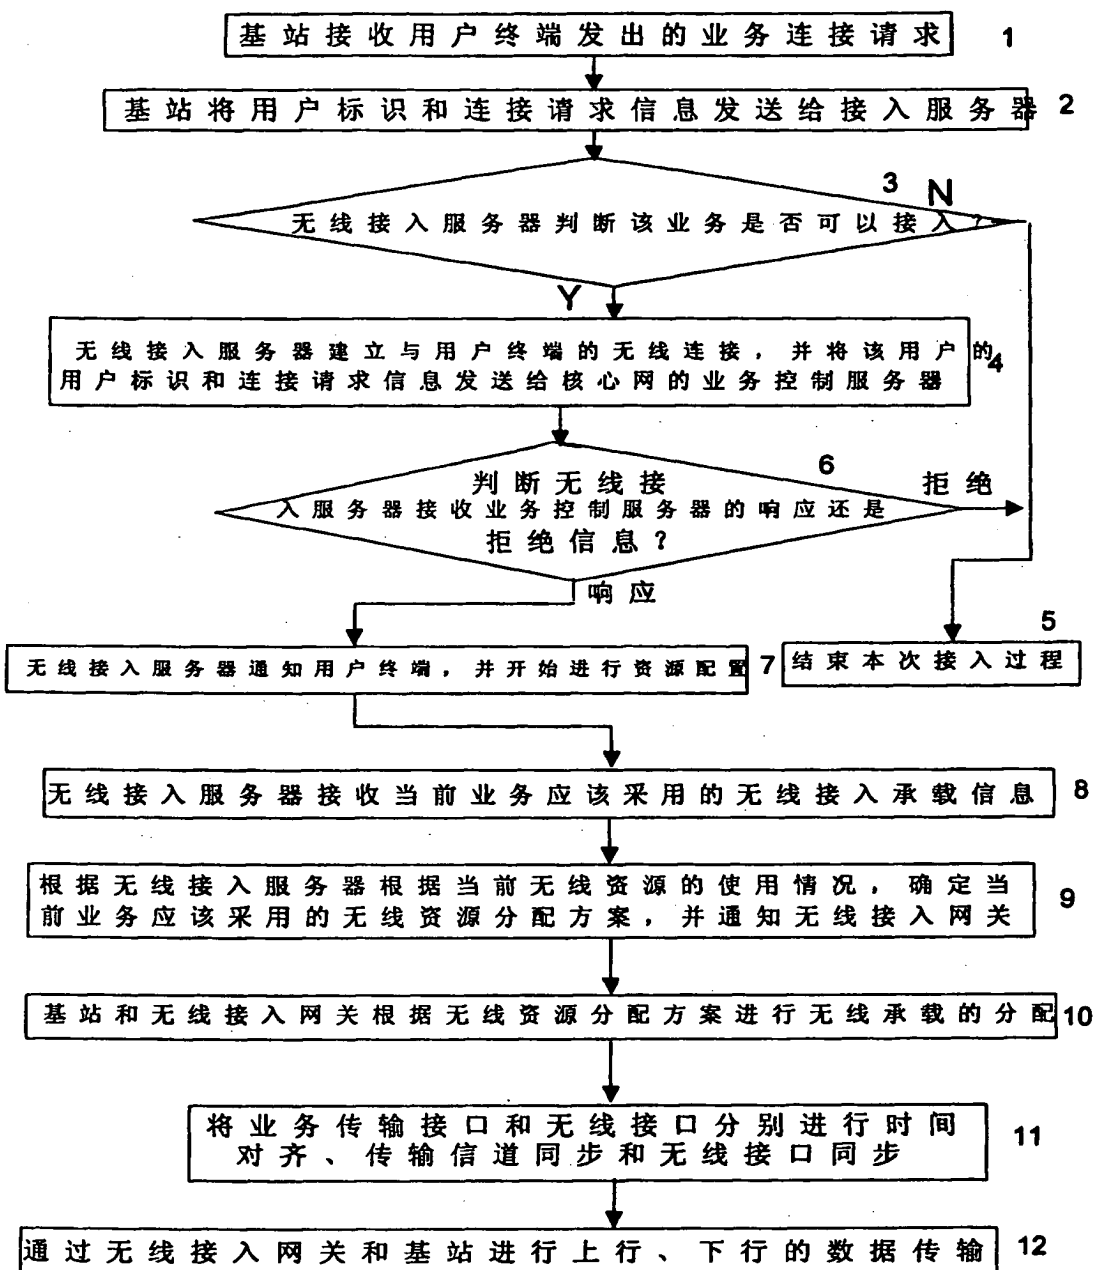 基站接收用户终端发出的业务连接请求 1
基站将用户标识和连接请求信息发送给接入服务器 2
3 N
无线接入服务器判断该业务是否可以接入?
Y
无线接入服务器建立与用户终端的无线连接，并将该用户的
用户标识和连接请求信息发送给核心网的业务控制服务器
4
6
判断无线接
拒绝
入服务器接收业务控制服务器的响应还是
拒绝信息?
响应
5
无线接入服务器通知用户终端，并开始进行资源配置 7
结束本次接入过程
无线接入服务器接收当前业务应该采用的无线接入承载信息 8
根据无线接入服务器根据当前无线资源的使用情况，确定当
前业务应该采用的无线资源分配方案，并通知无线接入网关
9
基站和无线接入网关根据无线资源分配方案进行无线承载的分配 10
将业务传输接口和无线接口分别进行时间
对齐、传输信道同步和无线接口同步
11
通过无线接入网关和基站进行上行、下行的数据传输 12